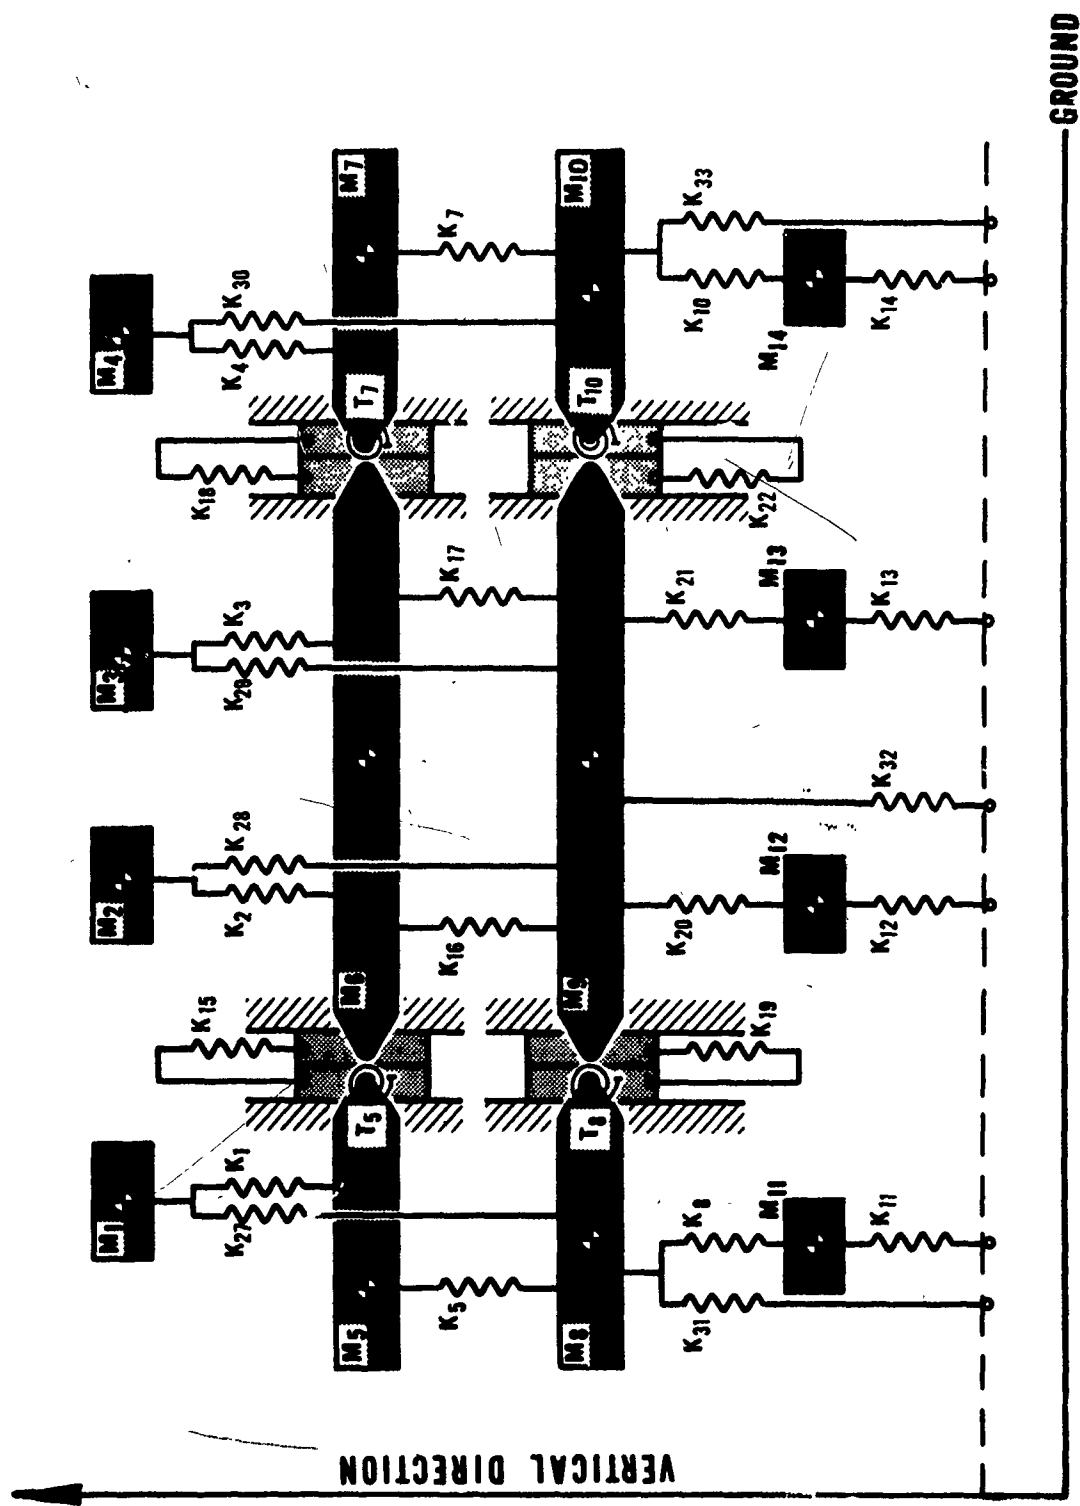 M1
M2
M3
M4
K15
K18
K27
K1
K2
K28
K29
K3
K4
K30
M5
T5
M6
T7
M7
K5
K16
K17
K7
M8
T8
M9
T10
M10
K31
K8
K20
K21
K10
K33
K19
K22
M11
M12
M13
M14
K11
K12
K32
K13
K14
VERTICAL DIRECTION
GROUND